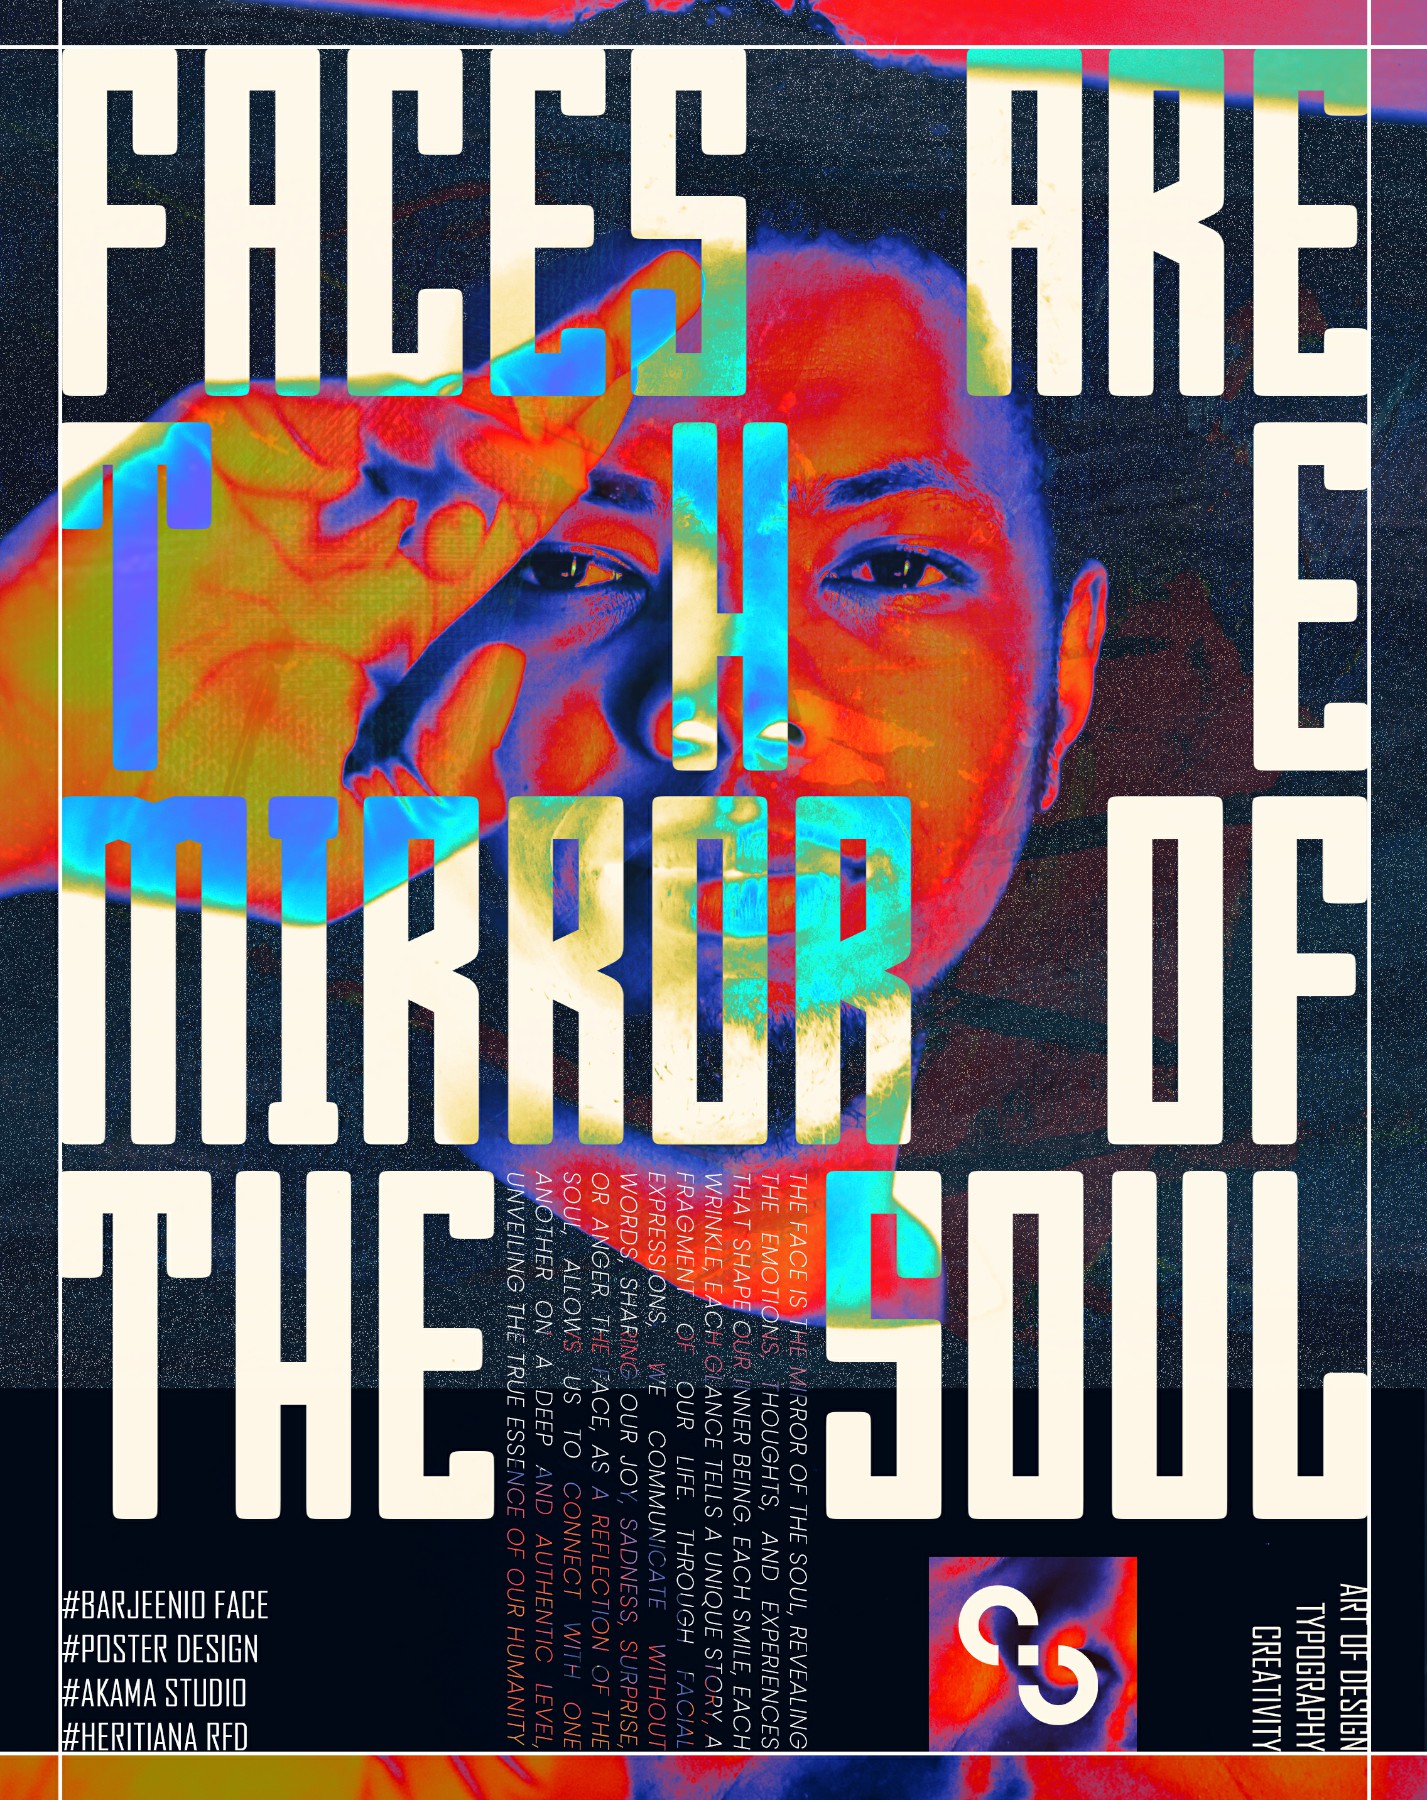 FACES ARE
T H E
MIRROR OF
THE SOUL
THE FACE IS THE MIRROR OF THE SOUL, REVEALING
THE EMOTIONS, THOUGHTS, AND EXPERIENCES
THAT SHAPE OUR INNER BEING. EACH SMILE, EACH
WRINKLE, EACH GLANCE TELLS A UNIQUE STORY, A
FRAGMENT OF OUR LIFE. THROUGH FACIAL
EXPRESSIONS, WE COMMUNICATE WITHOUT
WORDS, SHARING OUR JOY, SADNESS, SURPRISE,
OR ANGER. THE FACE, AS A REFLECTION OF THE
SOUL, ALLOWS US TO CONNECT WITH ONE
ANOTHER ON A DEEP AND AUTHENTIC LEVEL,
UNVEILING THE TRUE ESSENCE OF OUR HUMANITY
#BARJEENIO FACE
#POSTER DESIGN
#AKAMA STUDIO
#HERITIANA RFD
ART OF DESIGN
TYPOGRAPHY
CREATIVITY